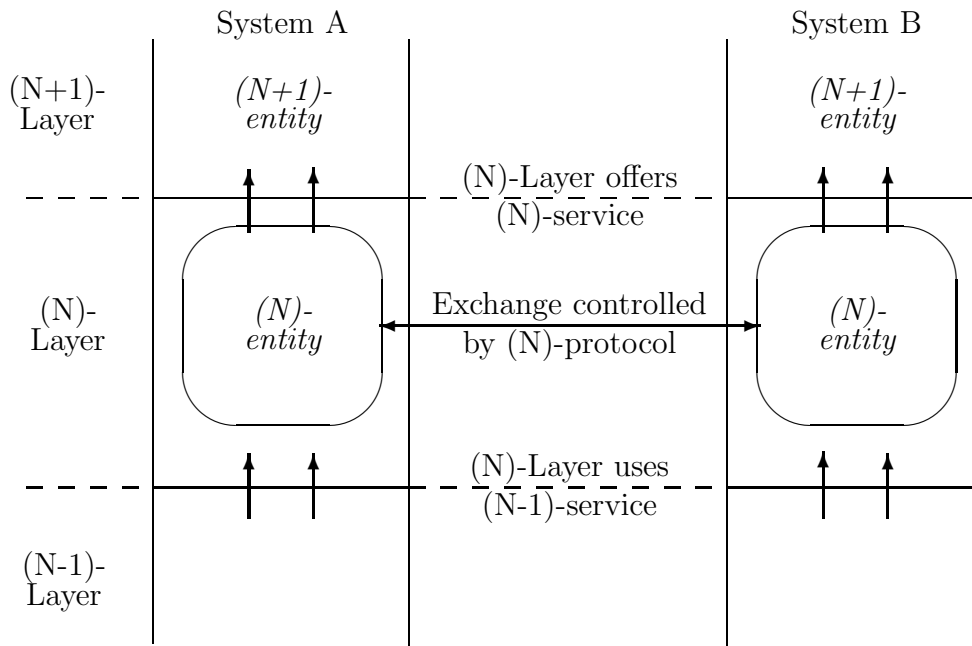 System A
System B
(N+1)-
Layer
(N+1)-
entity
(N+1)-
entity
(N)-Layer offers
(N)-service
(N)-
Layer
(N)-
entity
Exchange controlled
by (N)-protocol
(N)-
entity
(N)-Layer uses
(N-1)-service
(N-1)-
Layer